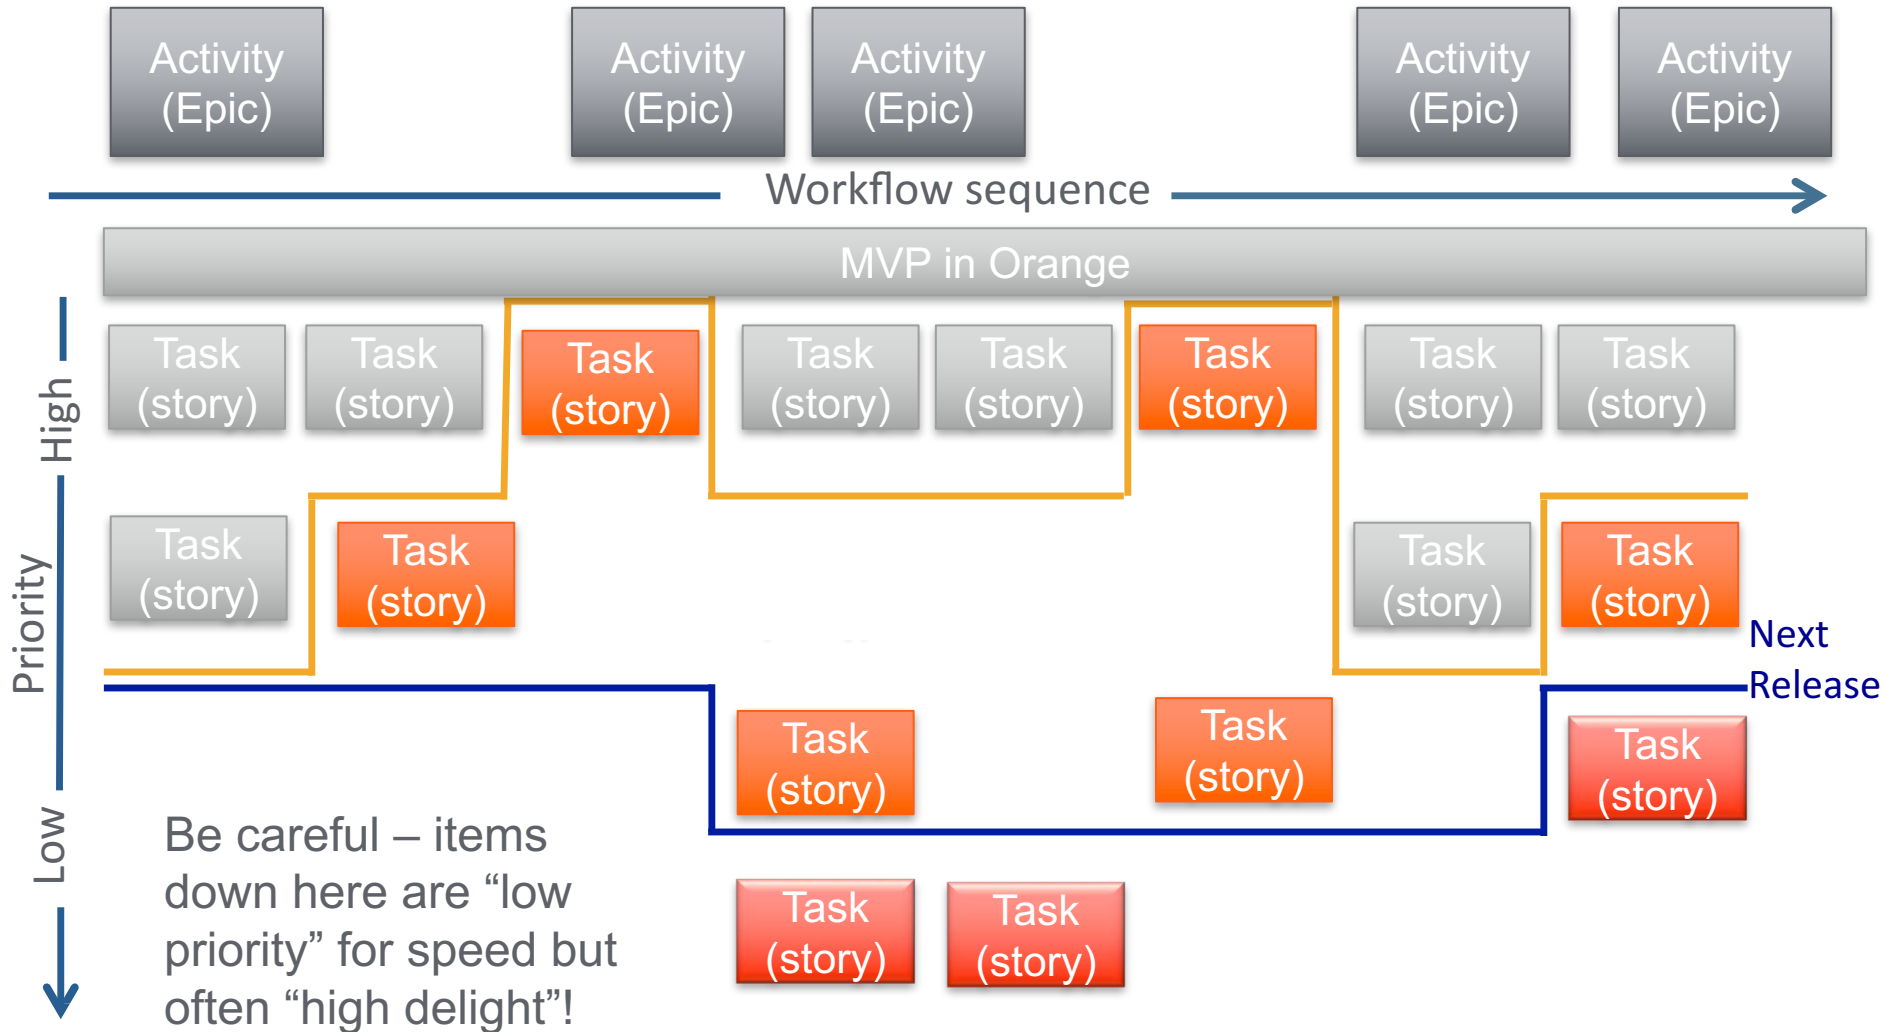 Activity
(Epic)
Activity
(Epic)
Activity
(Epic)
Activity
(Epic)
Activity
(Epic)
Workflow sequence
MVP in Orange
High
Priority
Low
Task
(story)
Task
(story)
Task
(story)
Task
(story)
Task
(story)
Task
(story)
Task
(story)
Task
(story)
Task
(story)
Task
(story)
Task
(story)
Task
(story)
Next
Release
Task
(story)
Task
(story)
Task
(story)
Be careful – items
down here are “low
priority” for speed but
often “high delight”!
Task
(story)
Task
(story)